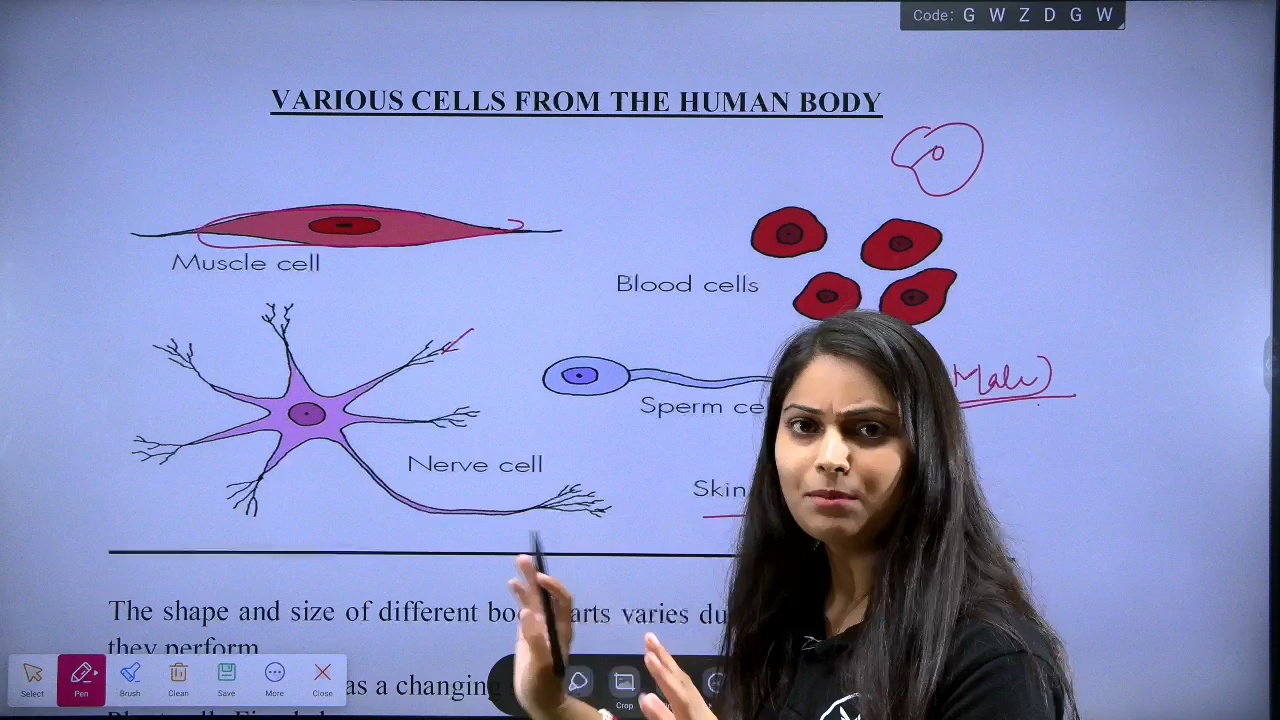 Code: G W Z D G W
VARIOUS CELLS FROM THE HUMAN BODY
Muscle cell
Blood cells
Male)
Sperm ce
Nerve cell
Skin
The shape and size of different bo arts varies du
they perform
as a changing
Select Pen Brush Clean Save More Close
Crop